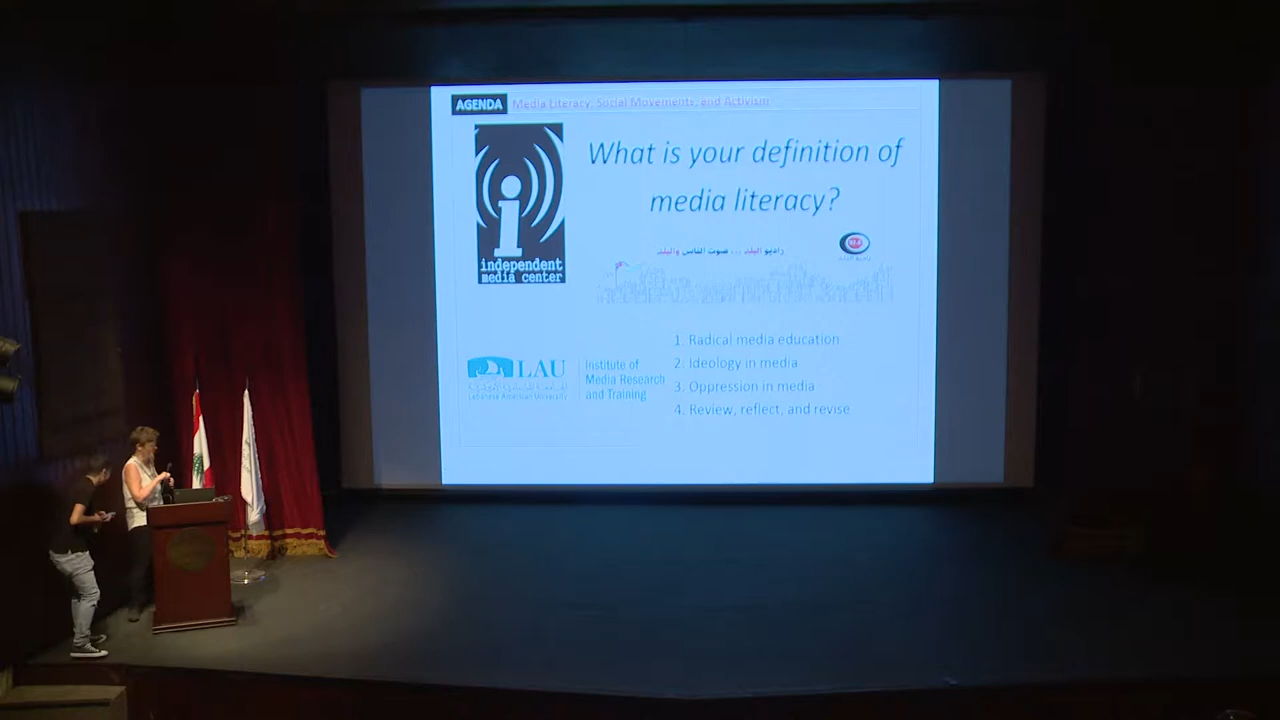 AGENDA Media Literacy, Social Movements, and Activism
What is your definition of
media literacy?
i
independent
media center
راديو البلد ... صوت الناس والبلد
LAU
Lebanese American University
Institute of
Media Research
and Training
1. Radical media education
2. Ideology in media
3. Oppression in media
4. Review, reflect, and revise